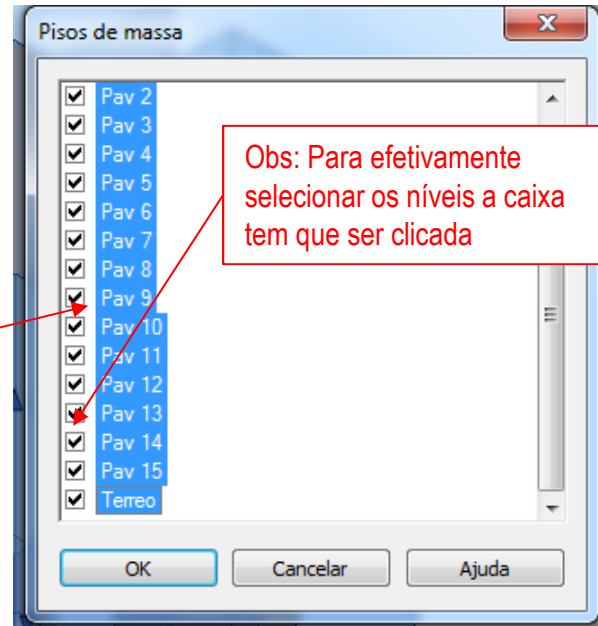 Pisos de massa
Pav 2
Pav 3
Pav 4
Pav 5
Pav 6
Pav 7
Pav 8
Pav 9
Pav 10
Pav 11
Pav 12
Pav 13
Pav 14
Pav 15
Terreo
Obs: Para efetivamente
selecionar os níveis a caixa
tem que ser clicada
OK
Cancelar
Ajuda